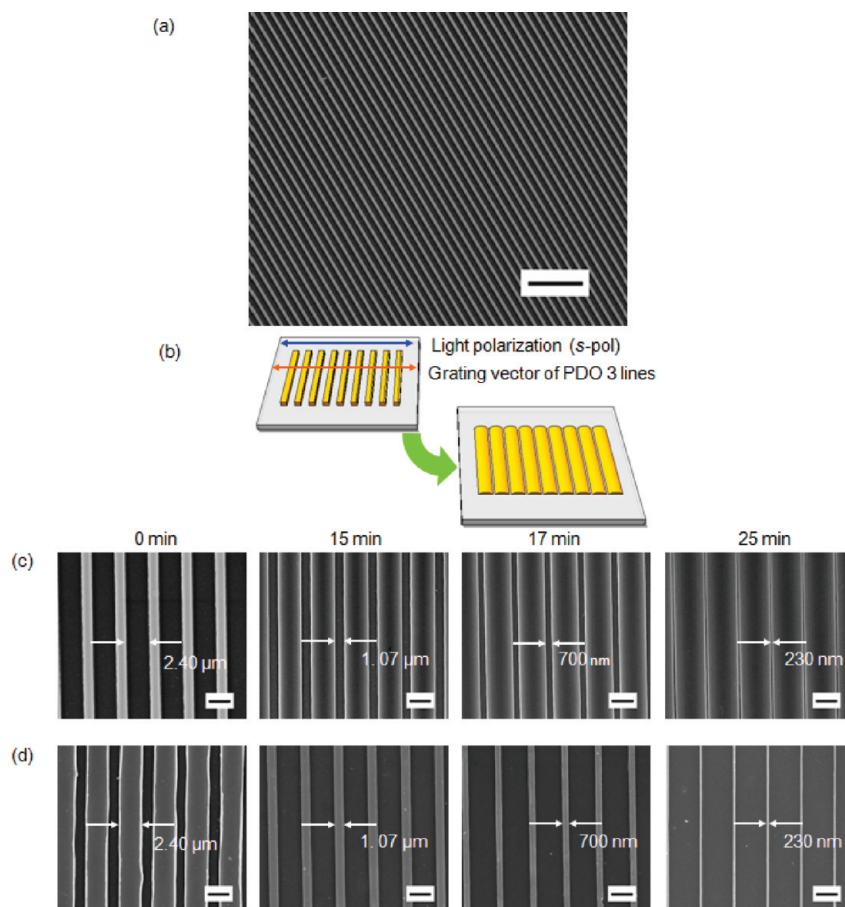 (a)
(b)
Light polarization (s-pol)
Grating vector of PDO 3 lines
0 min
15 min
17 min
25 min
(c)
2.40 µm
1.07 µm
700 nm
230 nm
(d)
2.40 µm
1.07 µm
700 nm
230 nm